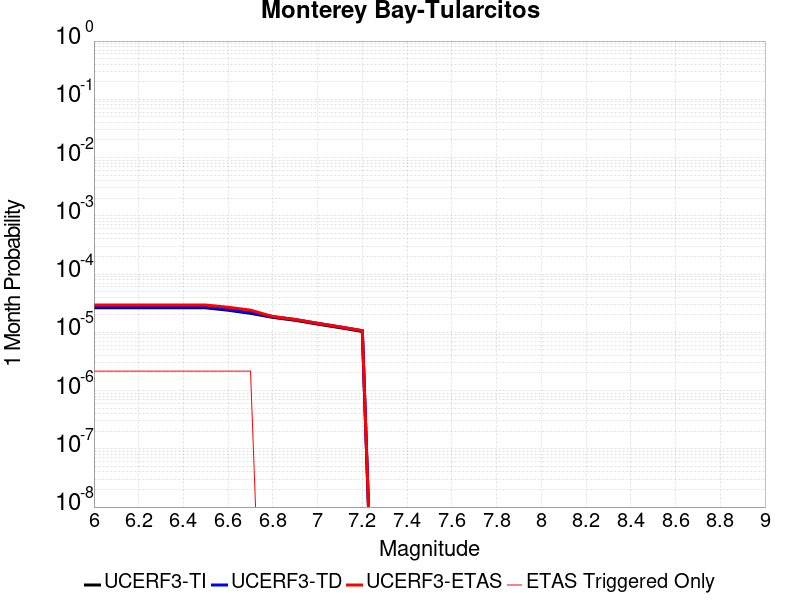 Monterey Bay-Tularcitos
10^0
10^-1
10^-2
10^-3
10^-4
10^-5
10^-6
10^-7
10^-8
1 Month Probability
6 6.2 6.4 6.6 6.8 7 7.2 7.4 7.6 7.8 8 8.2 8.4 8.6 8.8 9
Magnitude
UCERF3-TI UCERF3-TD UCERF3-ETAS ETAS Triggered Only